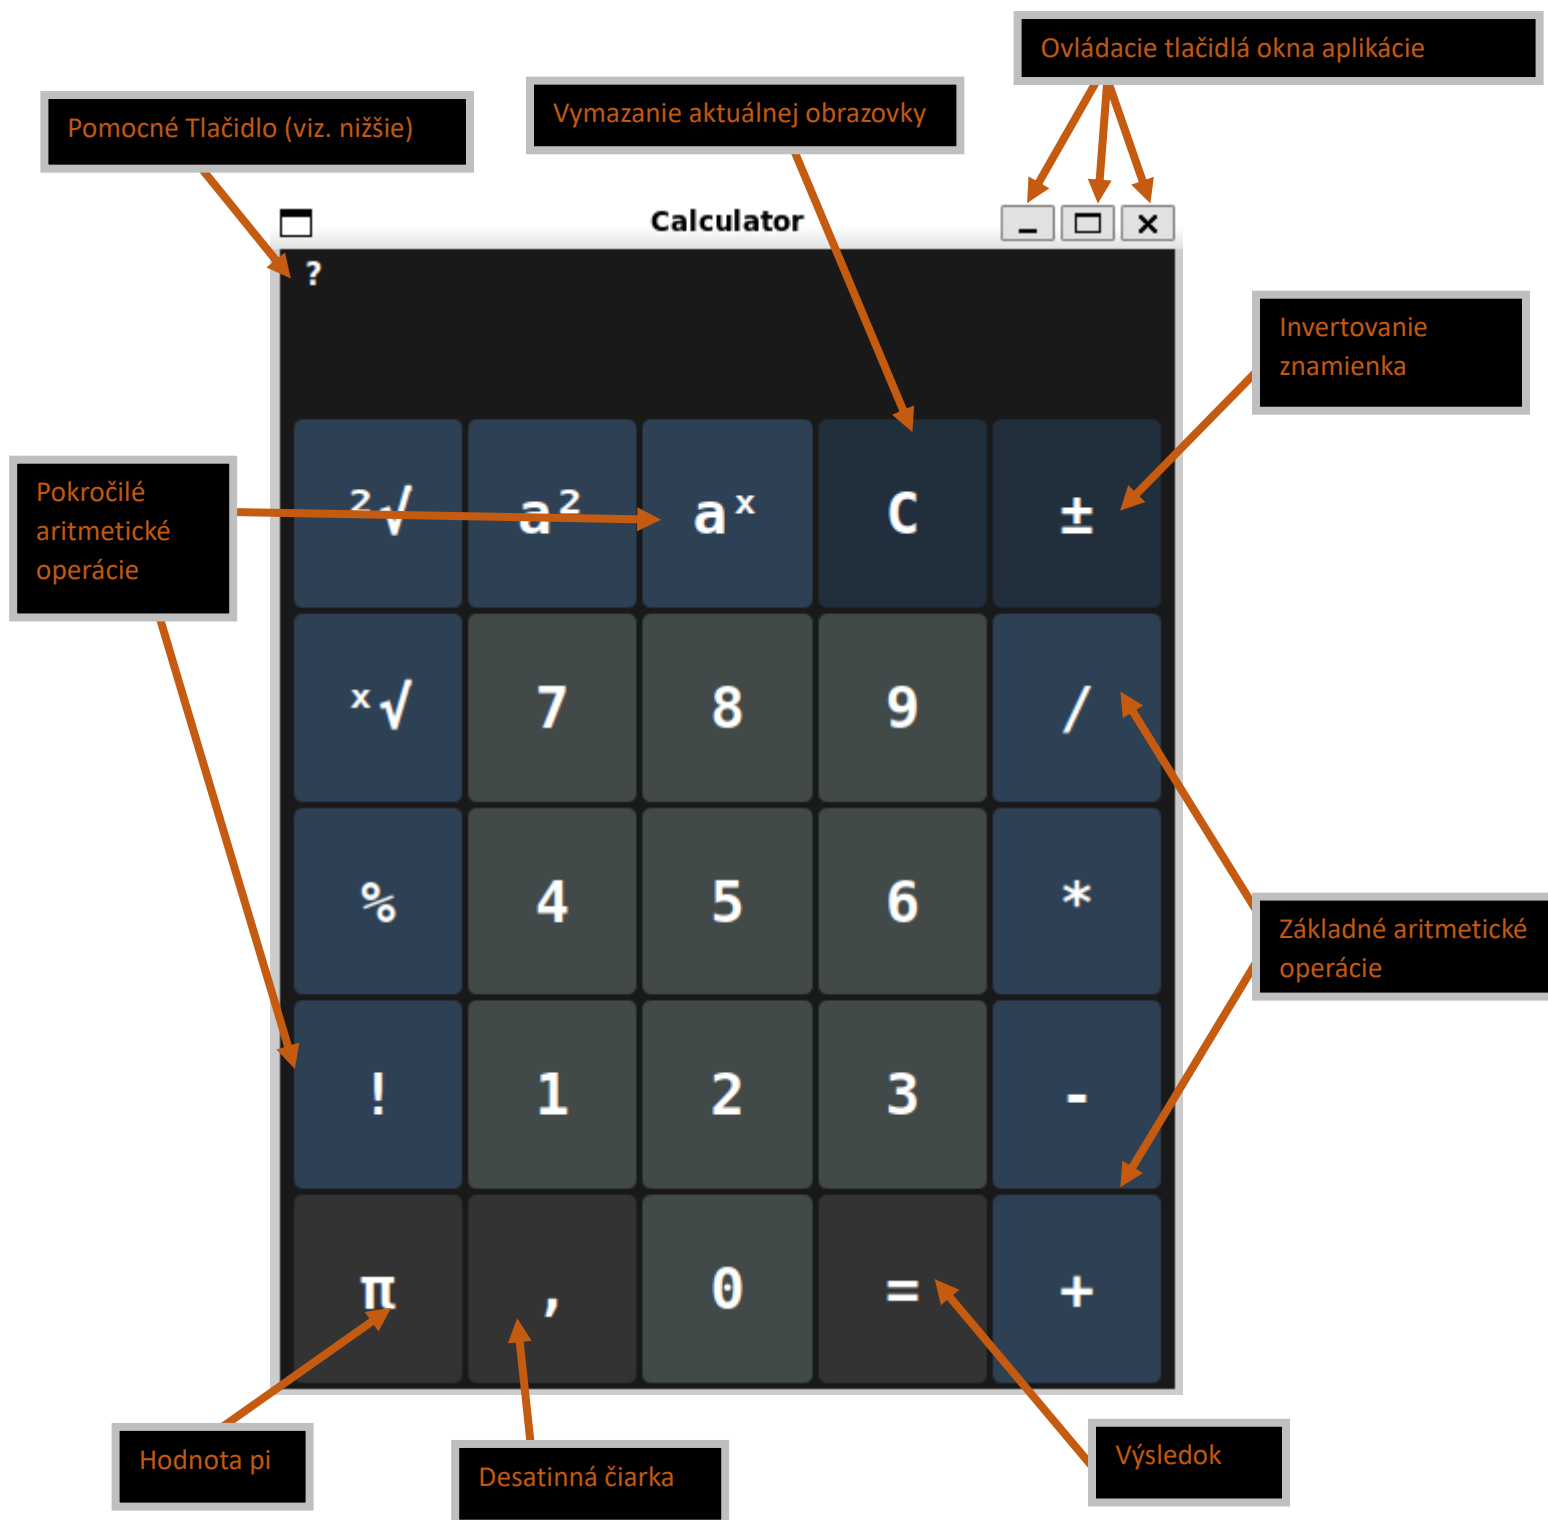 Ovládacie tlačidlá okna aplikácie
Vymazanie aktuálnej obrazovky
Pomocné Tlačidlo (viz. nižšie)
Calculator
?
Invertovanie
znamienka
Pokročilé
aritmetické
operácie
²√ a² aˣ C ±
ˣ√ 7 8 9 /
% 4 5 6 *
Základné aritmetické
operácie
! 1 2 3 -
π , 0 = +
Hodnota pi
Desatinná čiarka
Výsledok